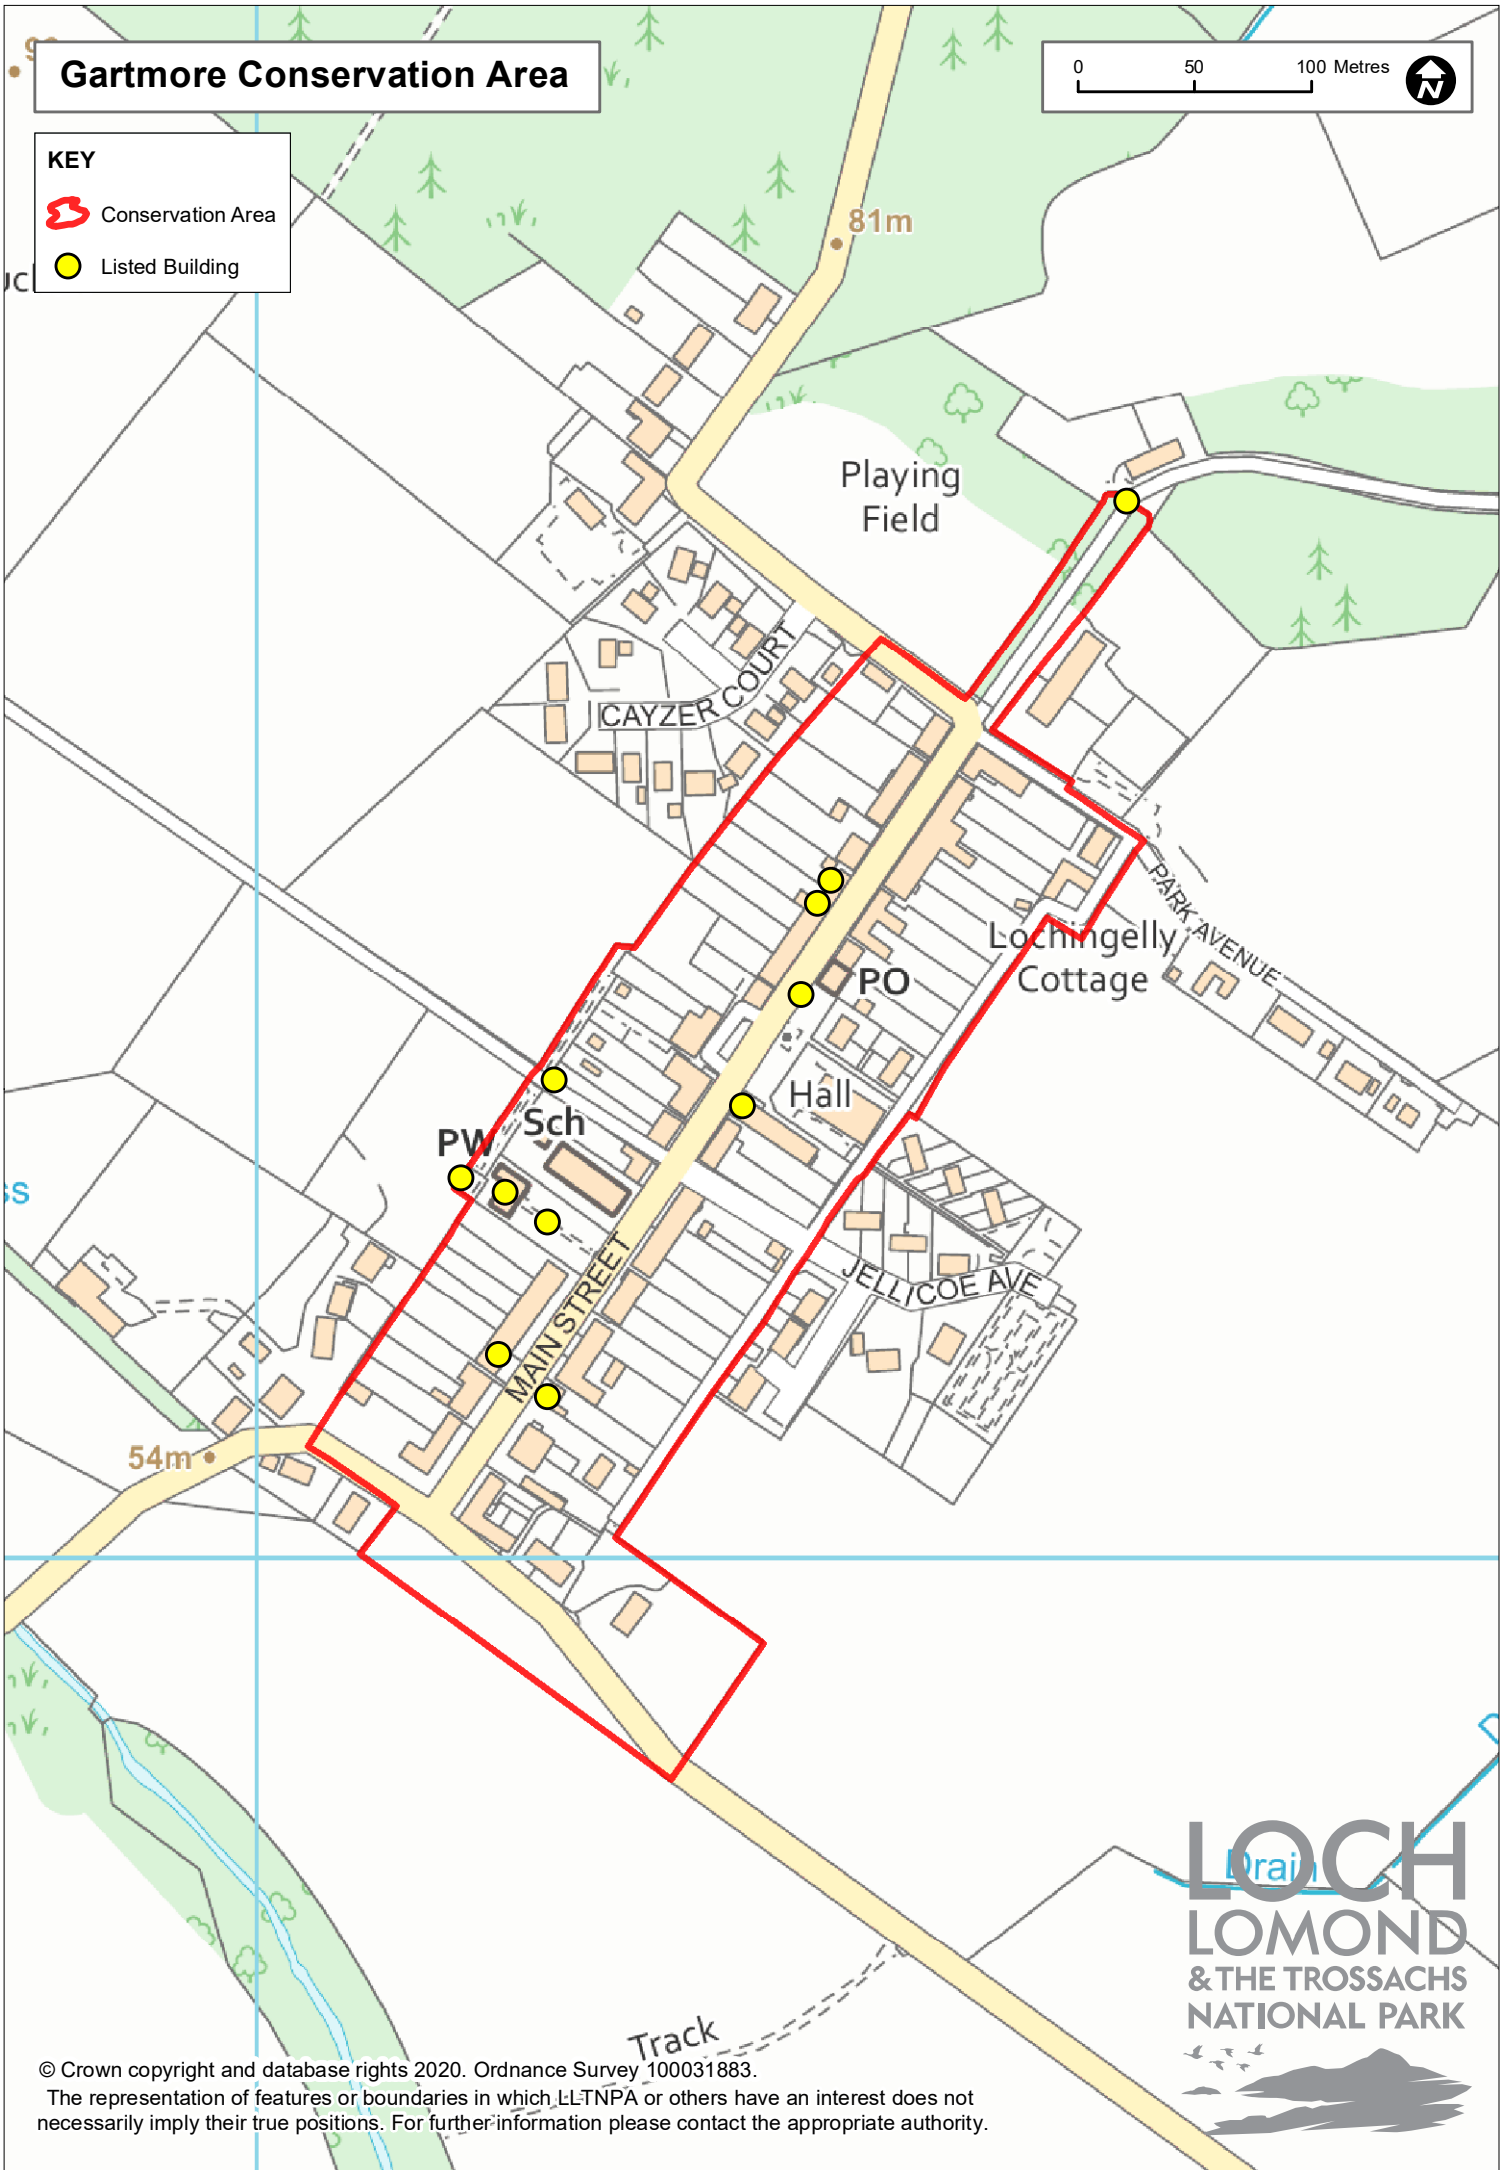 Gartmore Conservation Area
0 50 100 Metres
N
KEY
Conservation Area
Listed Building
81m
Playing
Field
CAYZER COURT
PARK AVENUE
Lochingelly
Cottage
PO
Hall
Sch
PW
JELLICOE AVE
MAIN STREET
54m
Drain
Track
LOCH
LOMOND
& THE TROSSACHS
NATIONAL PARK
© Crown copyright and database rights 2020. Ordnance Survey 100031883.
The representation of features or boundaries in which LLTNPA or others have an interest does not
necessarily imply their true positions. For further information please contact the appropriate authority.